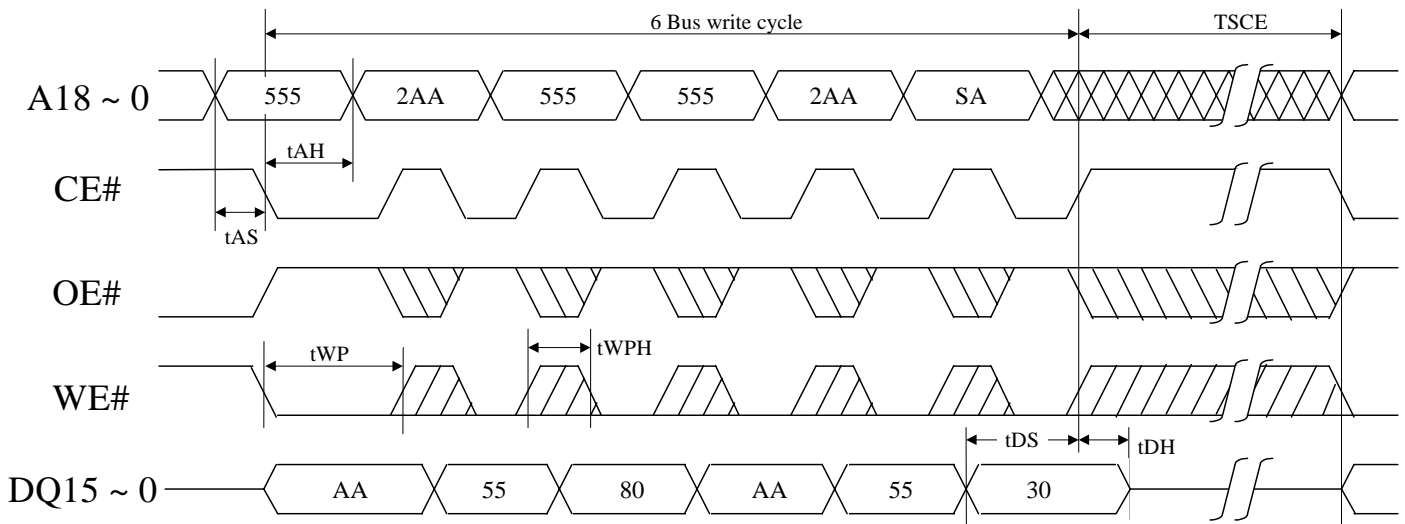 6 Bus write cycle TSCE
A18 ~ 0 555 2AA 555 555 2AA SA
tAH
CE#
tAS
OE#
tWP tWPH
WE#
tDS tDH
DQ15 ~ 0 AA 55 80 AA 55 30